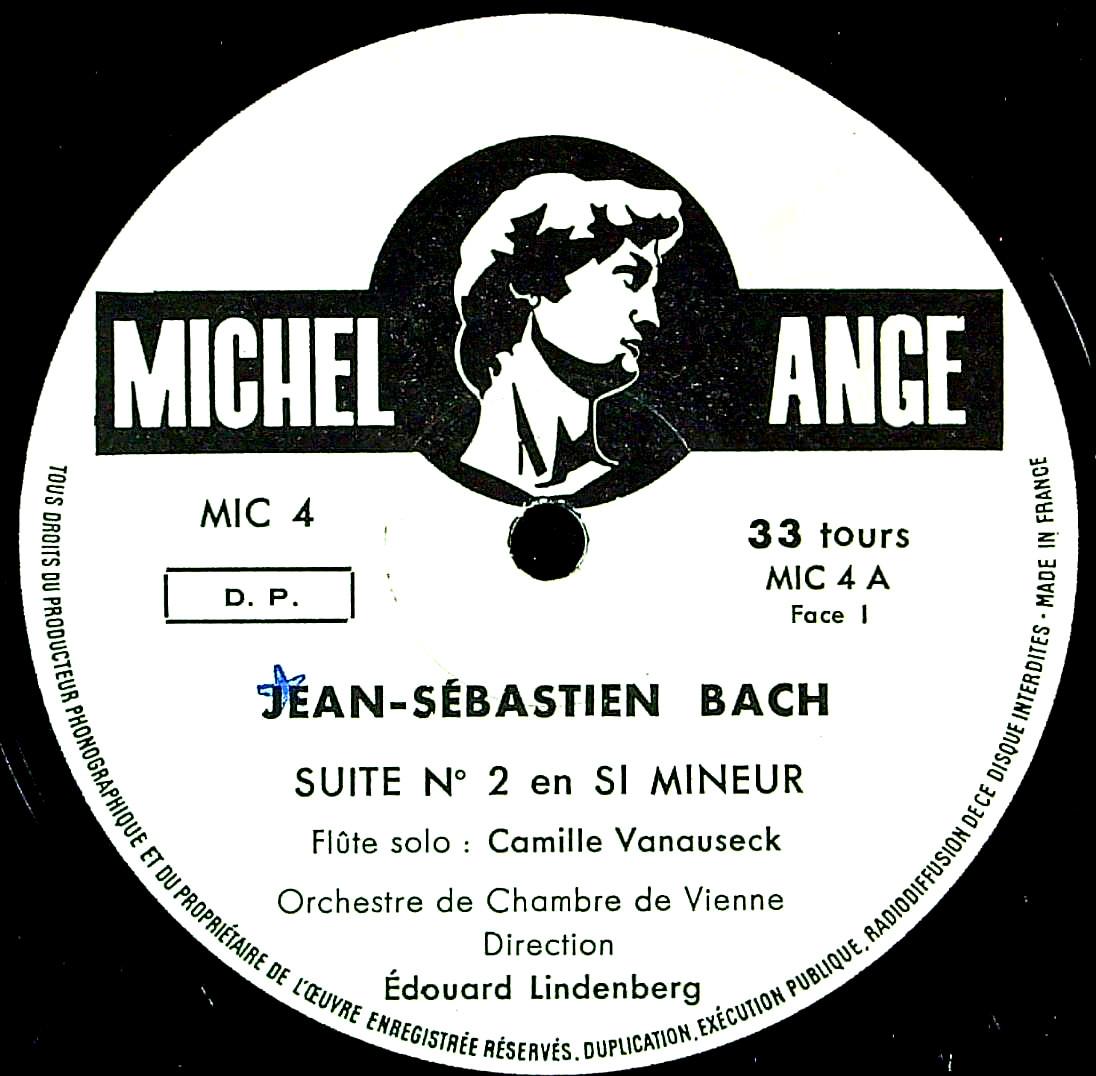 MICHEL ANGE
MIC 4
D. P.
33 tours
MIC 4 A
Face 1
JEAN-SÉBASTIEN BACH
SUITE N° 2 en SI MINEUR
Flûte solo : Camille Vanauseck
Orchestre de Chambre de Vienne
Direction
Édouard Lindenberg
TOUS DROITS DU PRODUCTEUR PHONOGRAPHIQUE ET DU PROPRIÉTAIRE DE L'ŒUVRE ENREGISTRÉE RÉSERVÉS. DUPLICATION, EXÉCUTION PUBLIQUE, RADIODIFFUSION DE CE DISQUE INTERDITES · MADE IN FRANCE